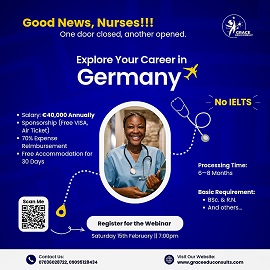 Good News, Nurses!!!
One door closed, another opened.
GRACE
Explore Your Career in
Germany
No IELTS
Salary: €40,000 Annually
Sponsorship (Free VISA,
Air Ticket)
70% Expense
Reimbursement
Free Accommodation for
30 Days
Processing Time:
6–8 Months
Basic Requirement:
BSc. & R.N.
And others...
Scan Me
Register for the Webinar
Saturday 15th February || 7:00pm
Contact Us:
Visit Our Website:
www.graceeduconsults.com